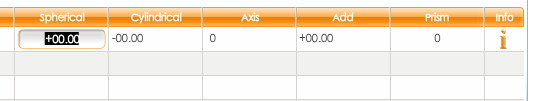 Spherical Cylindrical Axis Add Prism Info
+00.00 -00.00 0 +00.00 0 i